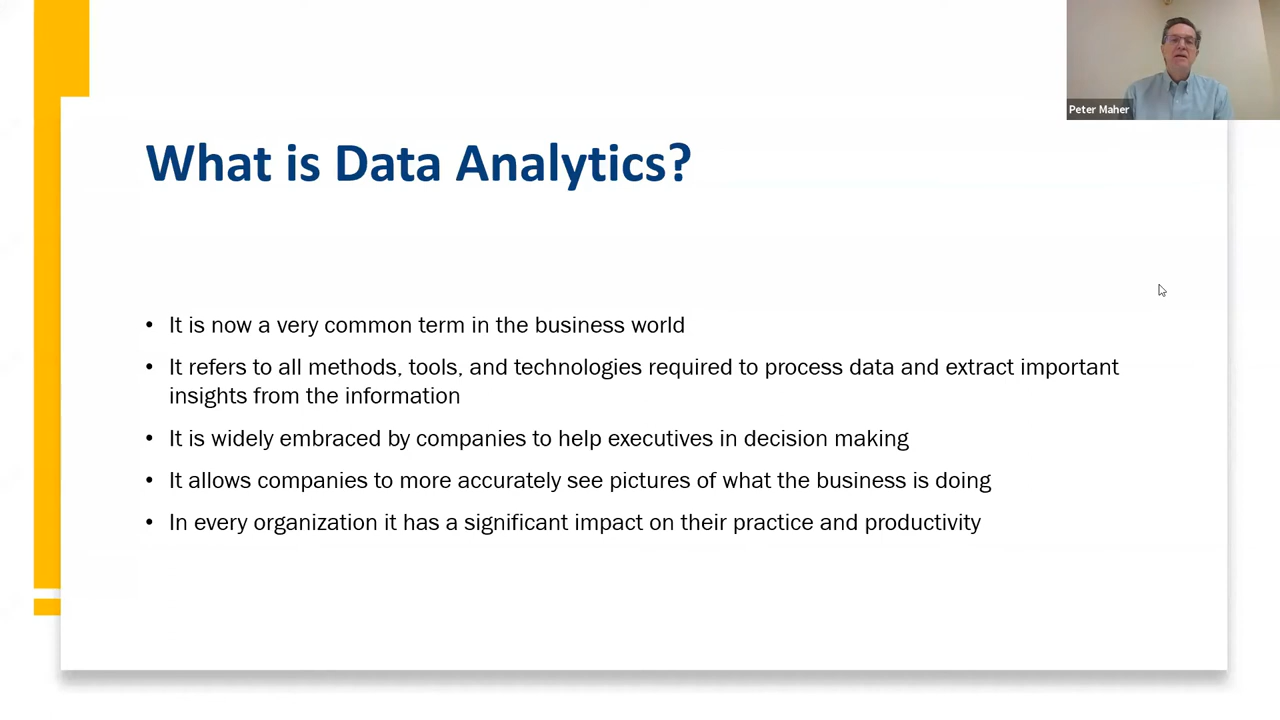 Peter Maher
What is Data Analytics?
• It is now a very common term in the business world
• It refers to all methods, tools, and technologies required to process data and extract important
insights from the information
• It is widely embraced by companies to help executives in decision making
• It allows companies to more accurately see pictures of what the business is doing
• In every organization it has a significant impact on their practice and productivity